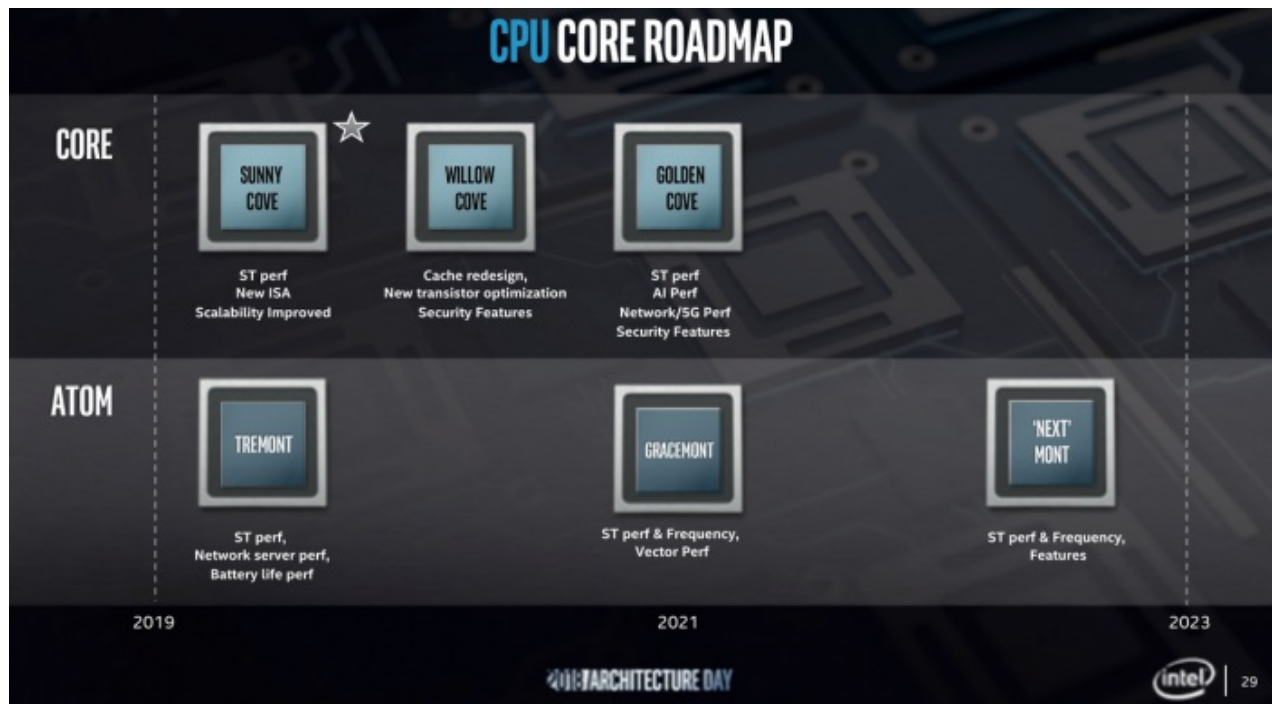 CPU CORE ROADMAP
CORE
SUNNY
COVE
ST perf
New ISA
Scalability Improved
WILLOW
COVE
Cache redesign,
New transistor optimization
Security Features
GOLDEN
COVE
ST perf
AI Perf
Network/5G Perf
Security Features
ATOM
TREMONT
ST perf,
Network server perf,
Battery life perf
GRACEMONT
ST perf & Frequency,
Vector Perf
'NEXT'
MONT
ST perf & Frequency,
Features
2019
2021
2023
ARCHITECTURE DAY
intel
29